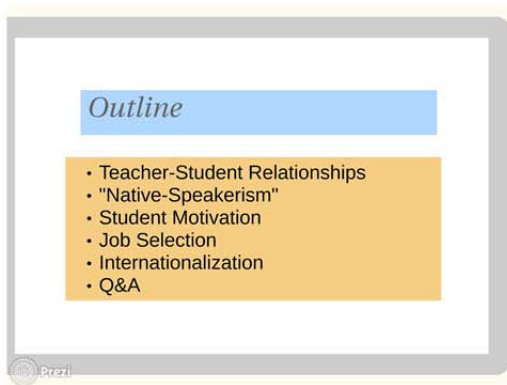 Outline
• Teacher-Student Relationships
• "Native-Speakerism"
• Student Motivation
• Job Selection
• Internationalization
• Q&A
Prezi